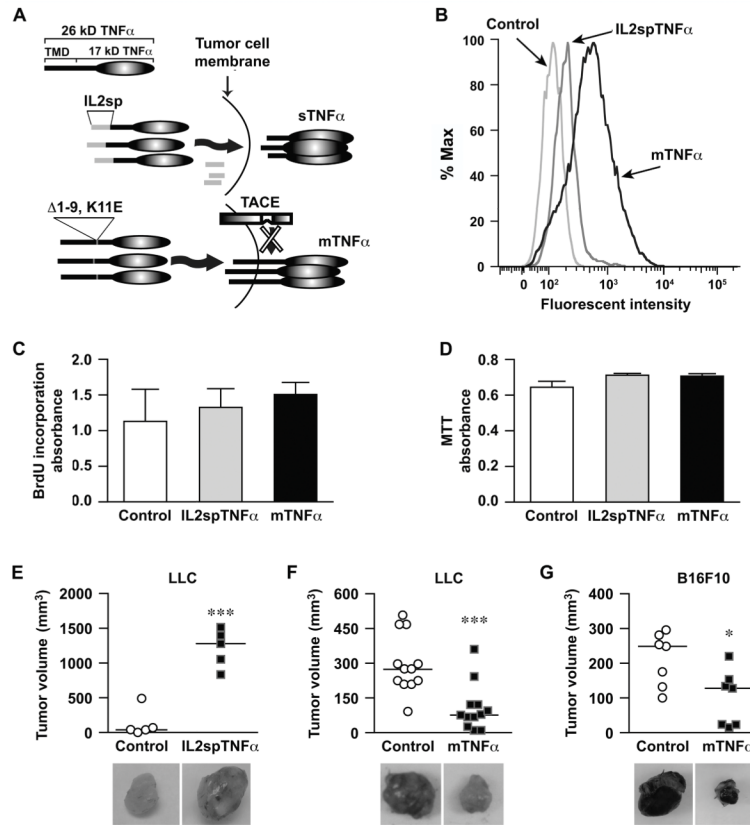 A
26 kD TNFα
TMD 17 kD TNFα
Tumor cell
membrane
IL2sp
sTNFα
Δ1-9, K11E
TACE
mTNFα
B
Control
IL2spTNFα
mTNFα
% Max
100
80
60
40
20
0
0 10² 10³ 10⁴ 10⁵
Fluorescent intensity
C
BrdU incorporation
absorbance
2.0
1.5
1.0
0.5
0.0
Control IL2spTNFα mTNFα
D
MTT
absorbance
0.8
0.6
0.4
0.2
0.0
Control IL2spTNFα mTNFα
E
LLC
Tumor volume (mm³)
2000
1500
1000
500
0
***
Control IL2spTNFα
F
LLC
Tumor volume (mm³)
600
450
300
150
0
***
Control mTNFα
G
B16F10
Tumor volume (mm³)
400
300
200
100
0
*
Control mTNFα